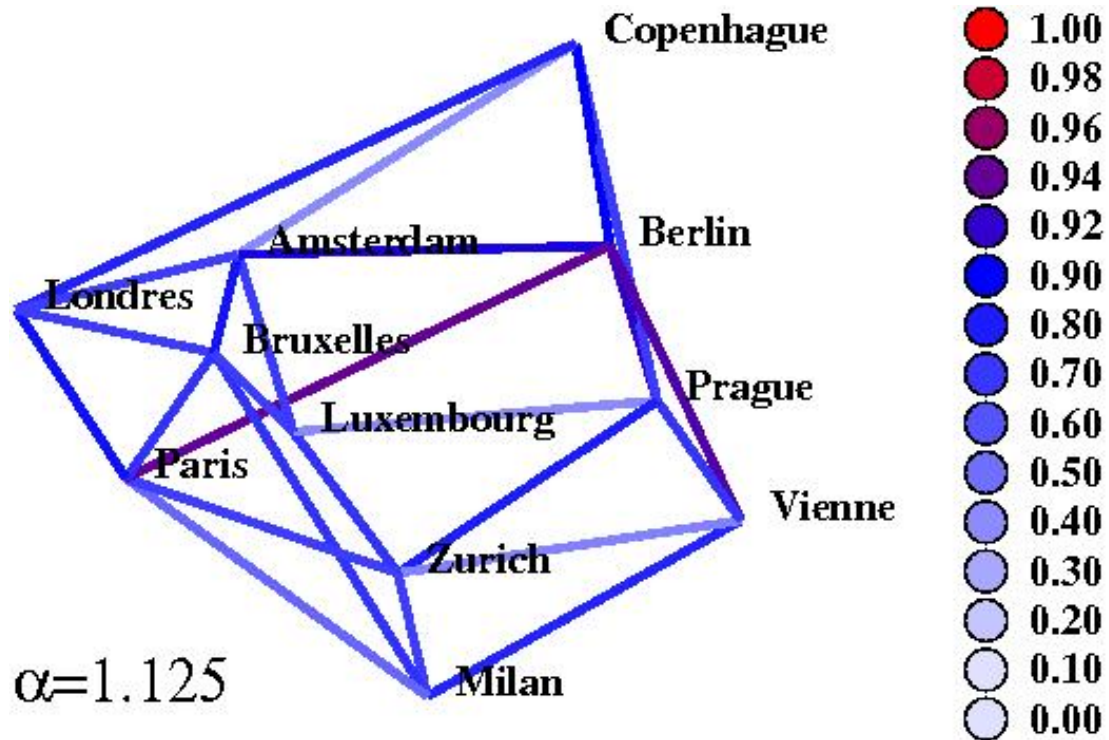 Copenhague
Amsterdam
Berlin
Londres
Bruxelles
Prague
Luxembourg
Paris
Vienne
Zurich
Milan
α=1.125
1.00
0.98
0.96
0.94
0.92
0.90
0.80
0.70
0.60
0.50
0.40
0.30
0.20
0.10
0.00